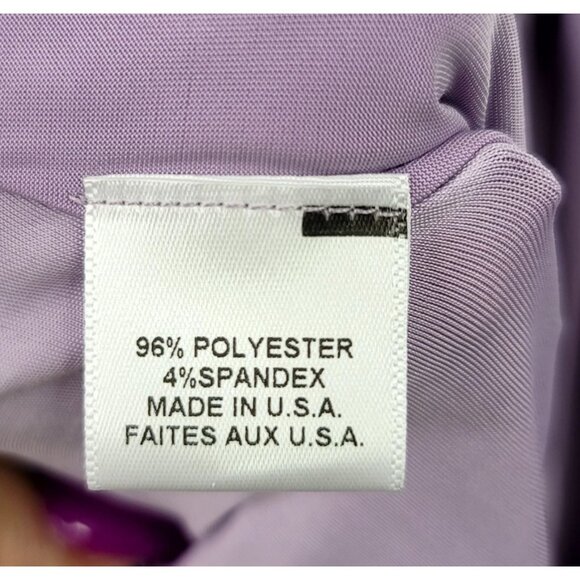 96% POLYESTER
4%SPANDEX
MADE IN U.S.A.
FAITES AUX U.S.A.